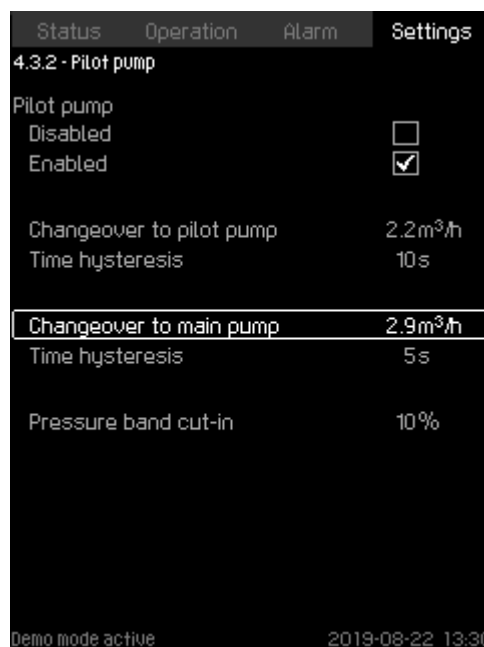 Status Operation Alarm Settings
4.3.2 - Pilot pump
Pilot pump
Disabled
Enabled
Changeover to pilot pump 2.2m³/h
Time hysteresis 10s
Changeover to main pump 2.9m³/h
Time hysteresis 5s
Pressure band cut-in 10%
Demo mode active 2019-08-22 13:30